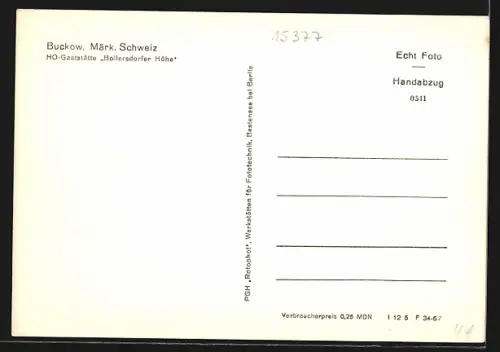 Buckow, Märk. Schweiz
HO-Gaststätte „Bollersdorfer Höhe"
15377
Echt Foto
Handabzug
0511
PGH „Rotophot", Werkstätten für Fototechnik, Bestensee bei Berlin
Verbraucherpreis 0,25 MDN I 12 5 F 34-67